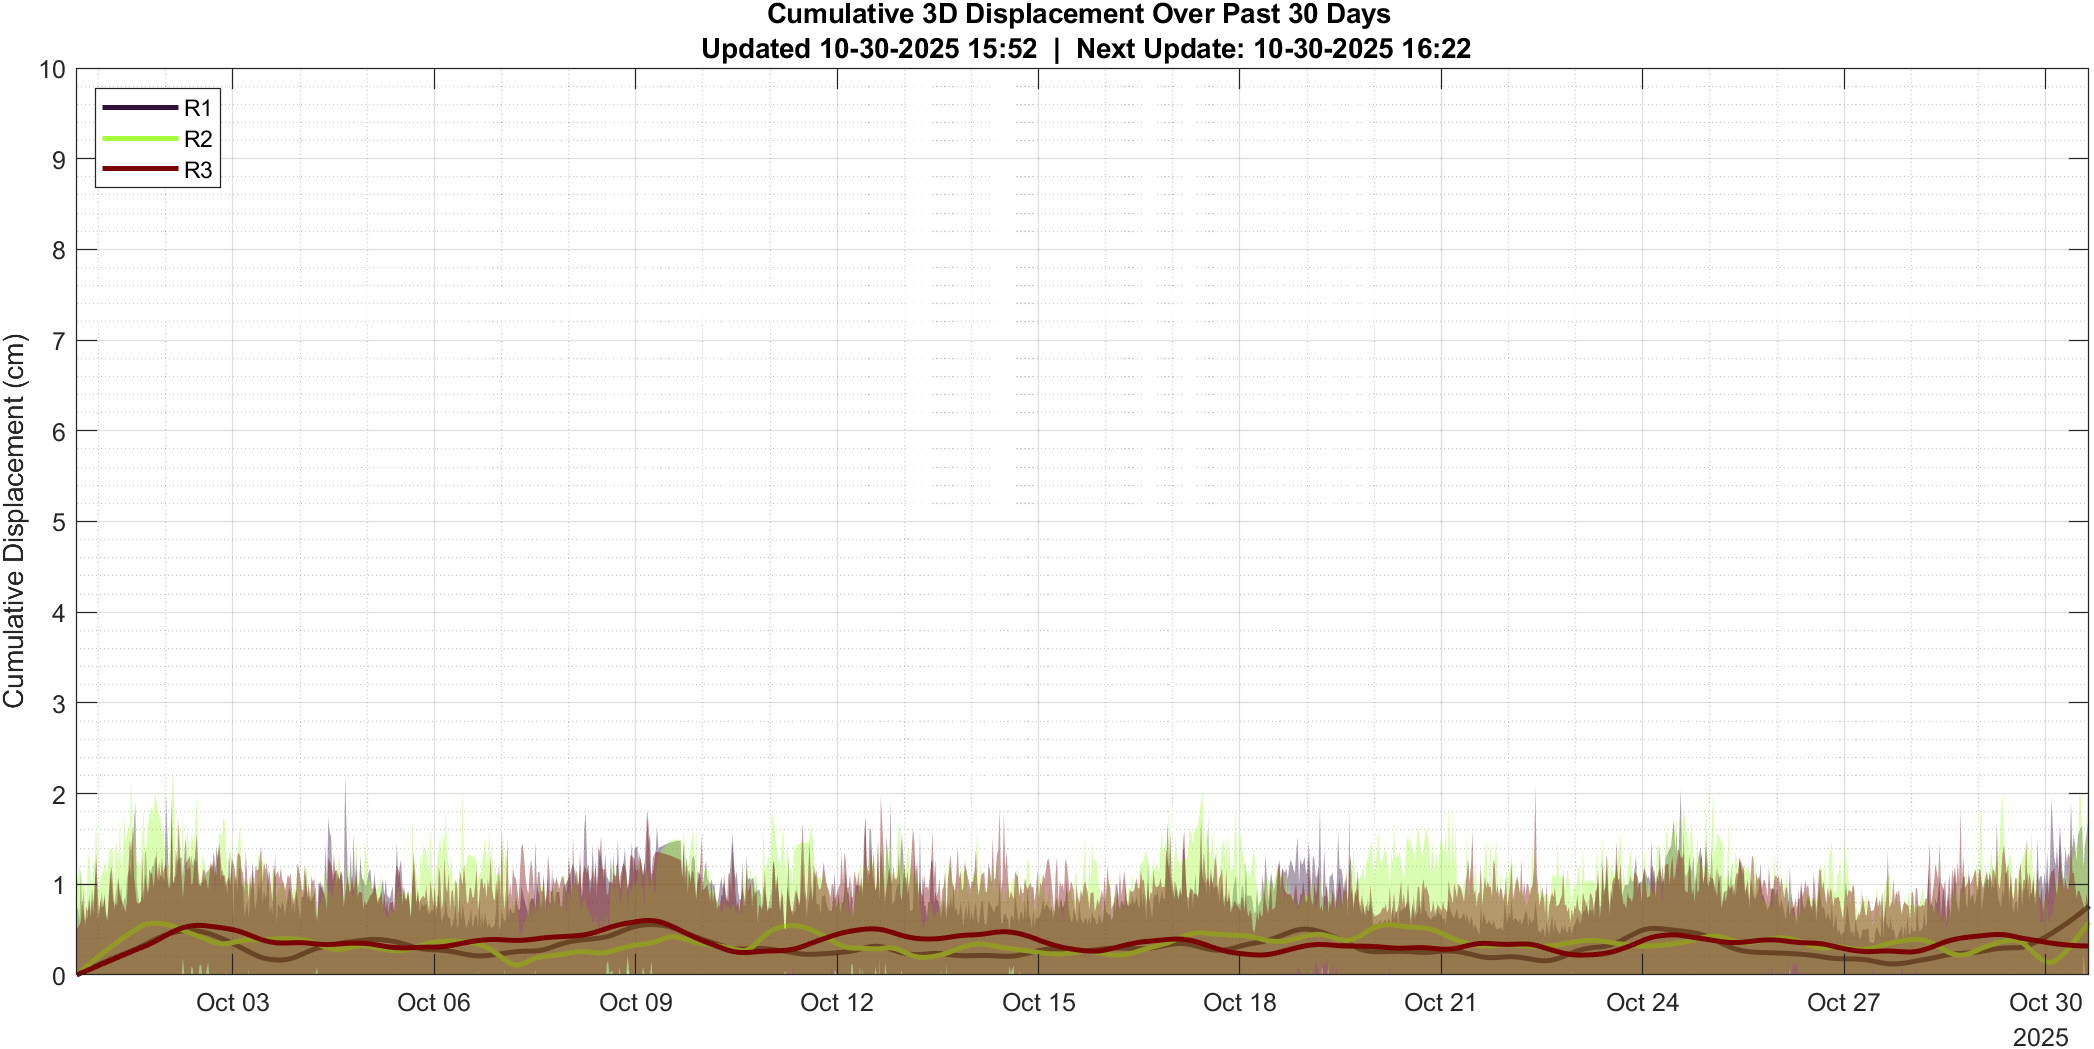 Cumulative 3D Displacement Over Past 30 Days
Updated 10-30-2025 15:52 | Next Update: 10-30-2025 16:22
R1
R2
R3
Cumulative Displacement (cm)
10
9
8
7
6
5
4
3
2
1
0
Oct 03 Oct 06 Oct 09 Oct 12 Oct 15 Oct 18 Oct 21 Oct 24 Oct 27 Oct 30
2025